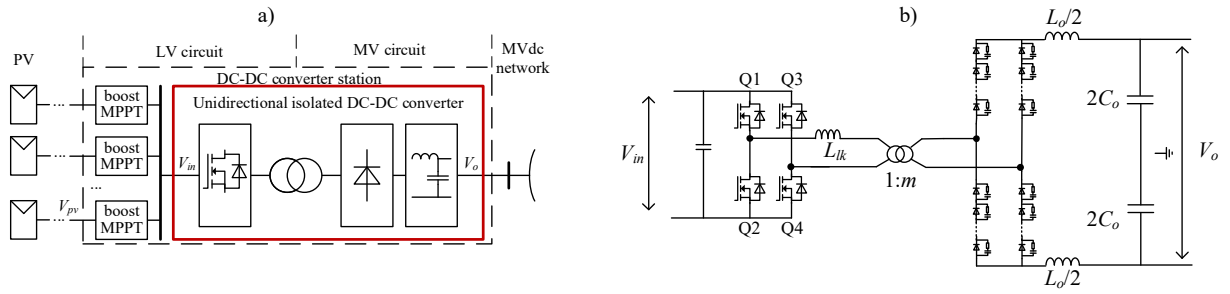 a)
PV
LV circuit
MV circuit
MVdc
network
DC-DC converter station
Unidirectional isolated DC-DC converter
boost
MPPT
boost
MPPT
...
boost
MPPT
V_pv
V_in
V_o
b)
L_o/2
Q1
Q3
V_in
L_lk
1:m
Q2
Q4
2C_o
2C_o
V_o
L_o/2